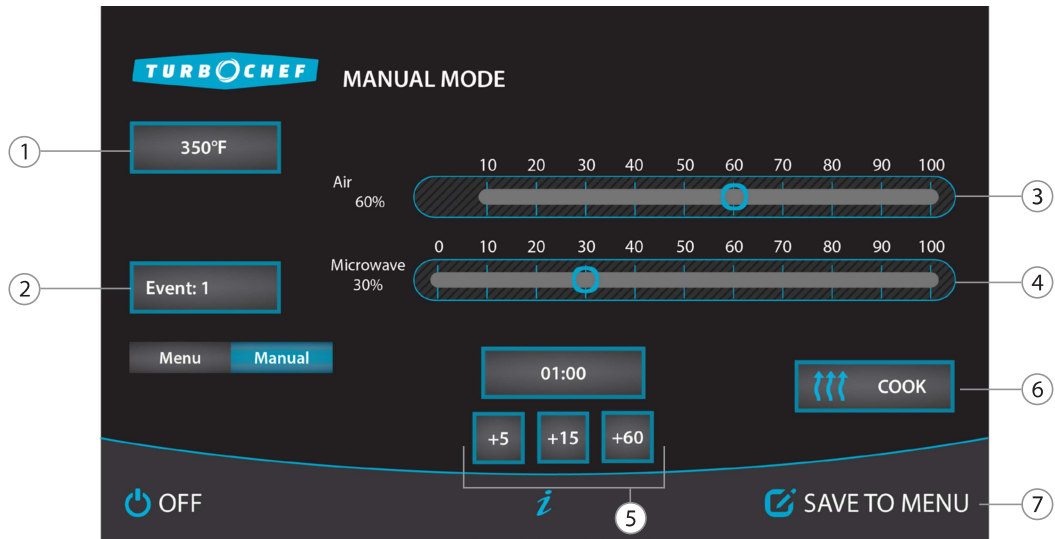 TURBOCHEF
MANUAL MODE
1
350°F
10 20 30 40 50 60 70 80 90 100
Air
60%
3
0 10 20 30 40 50 60 70 80 90 100
Microwave
30%
4
2
Event: 1
Menu Manual
01:00
COOK
6
+5 +15 +60
OFF
i
5
SAVE TO MENU
7